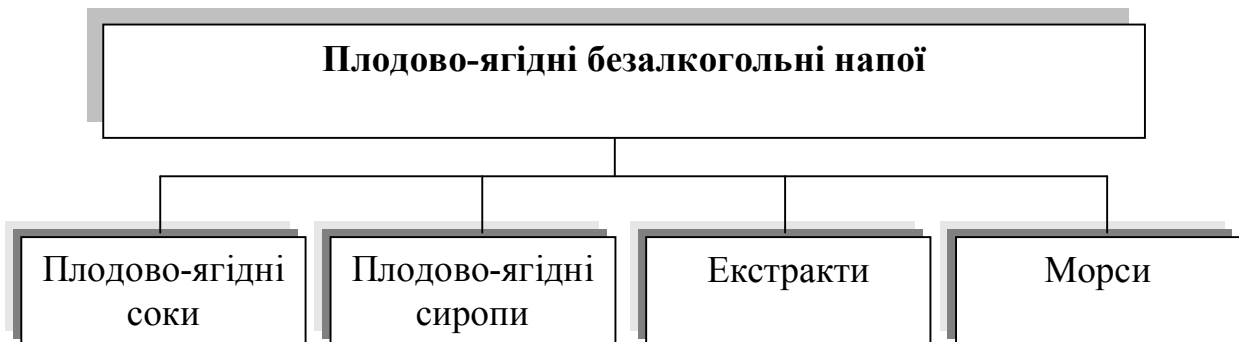 Плодово-ягідні безалкогольні напої
Плодово-ягідні
соки
Плодово-ягідні
сиропи
Екстракти
Морси